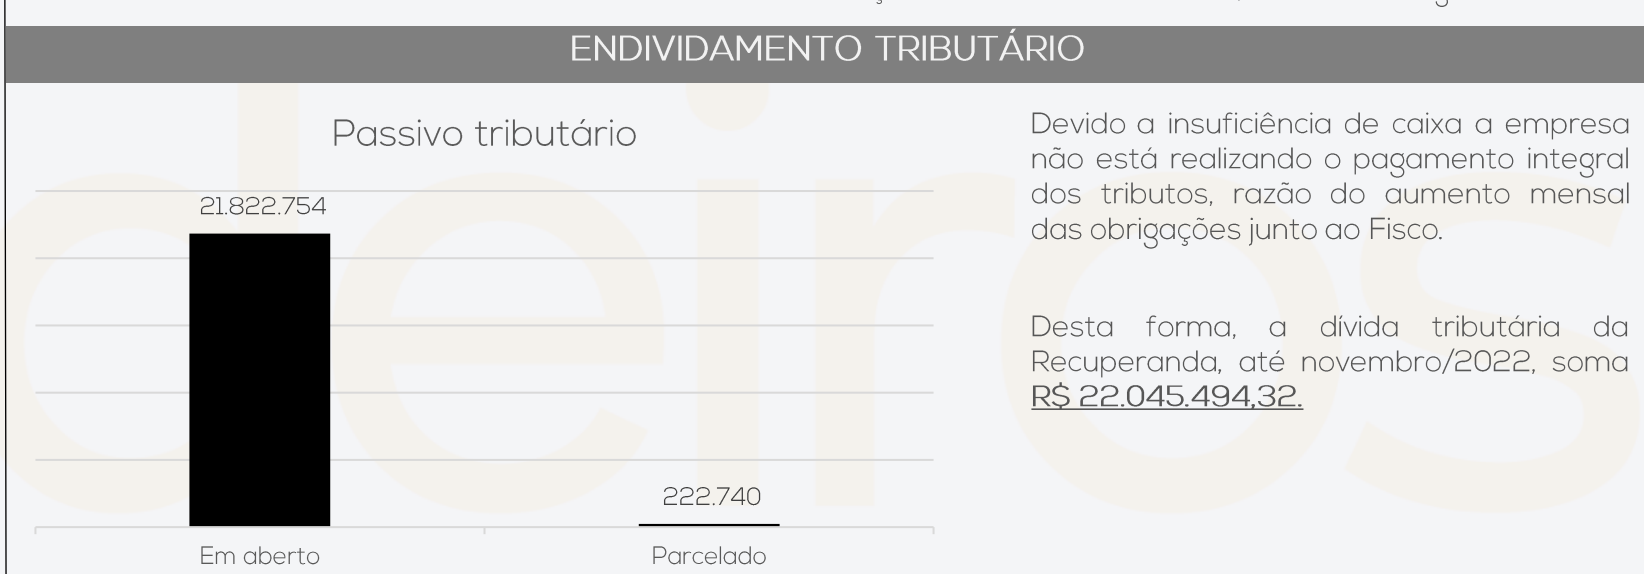 ENDIVIDAMENTO TRIBUTÁRIO
Passivo tributário
21.822.754
222.740
Em aberto
Parcelado
Devido a insuficiência de caixa a empresa
não está realizando o pagamento integral
dos tributos, razão do aumento mensal
das obrigações junto ao Fisco.
Desta forma, a dívida tributária da
Recuperanda, até novembro/2022, soma
R$ 22.045.494,32.
deiros